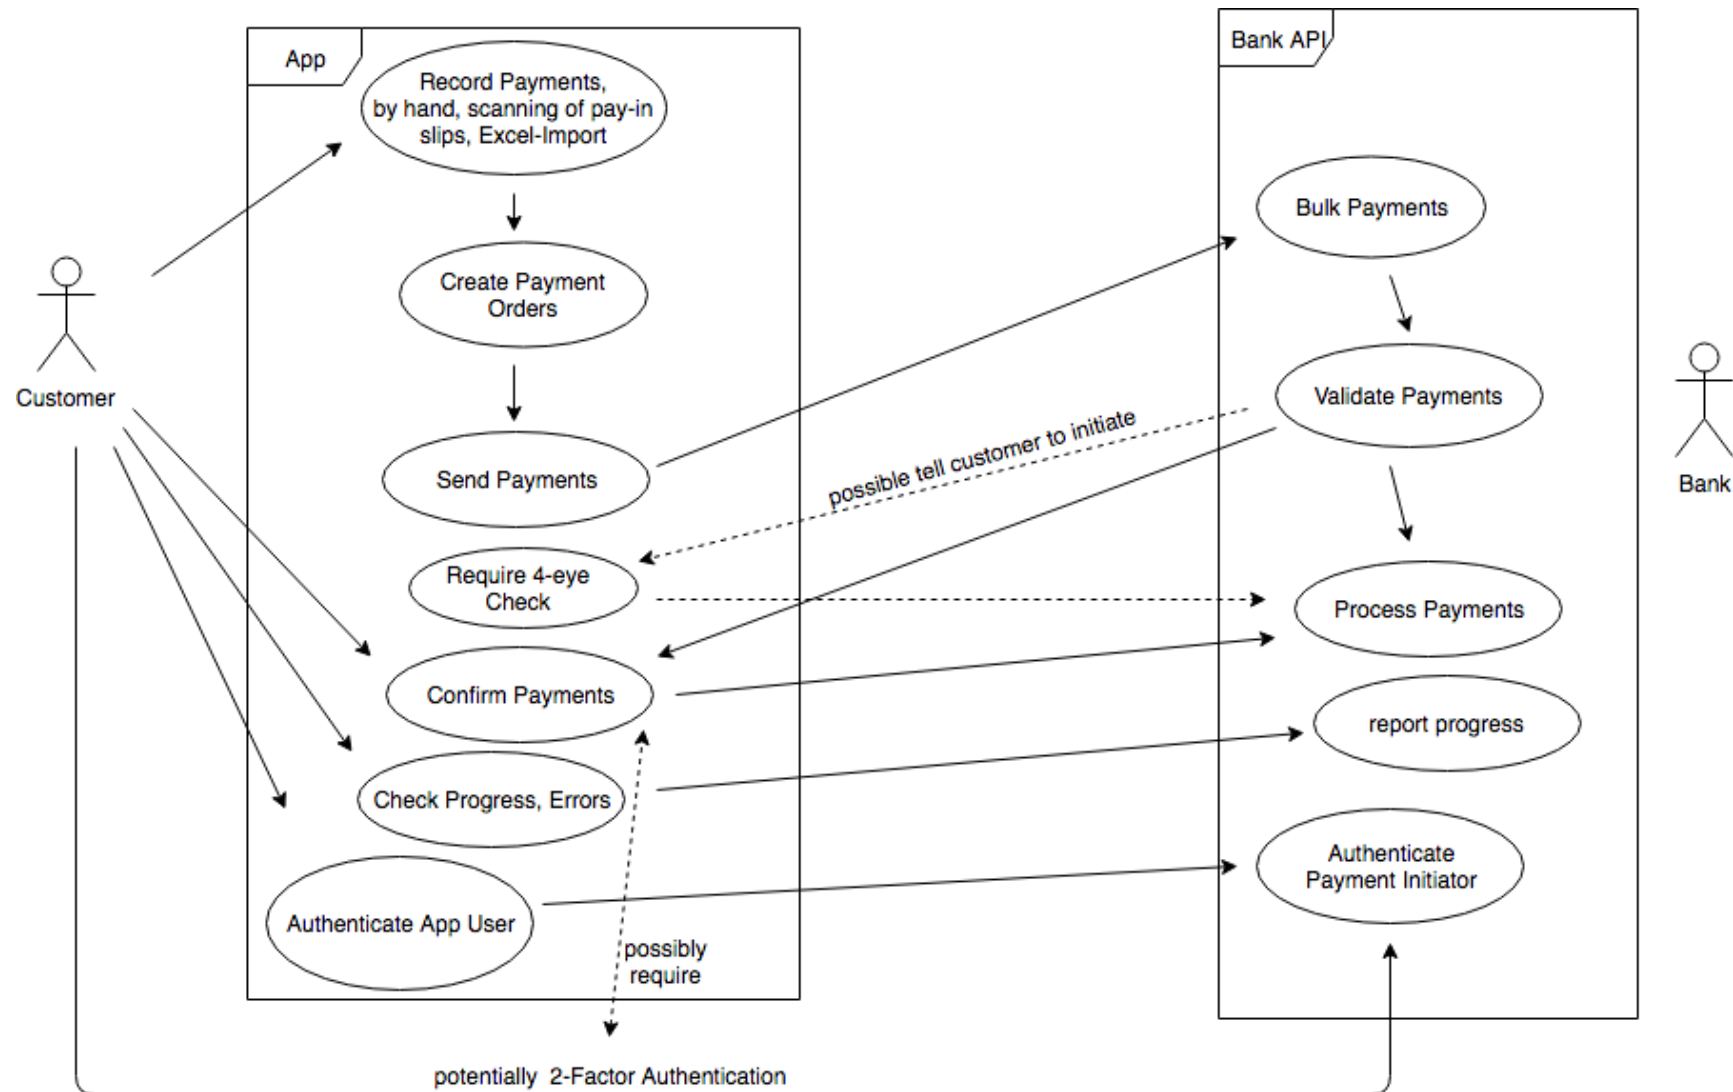 App
Record Payments,
by hand, scanning of pay-in
slips, Excel-Import
Create Payment
Orders
Send Payments
Require 4-eye
Check
Confirm Payments
Check Progress, Errors
Authenticate App User
Customer
possible tell customer to initiate
possibly
require
potentially  2-Factor Authentication
Bank API
Bulk Payments
Validate Payments
Process Payments
report progress
Authenticate
Payment Initiator
Bank